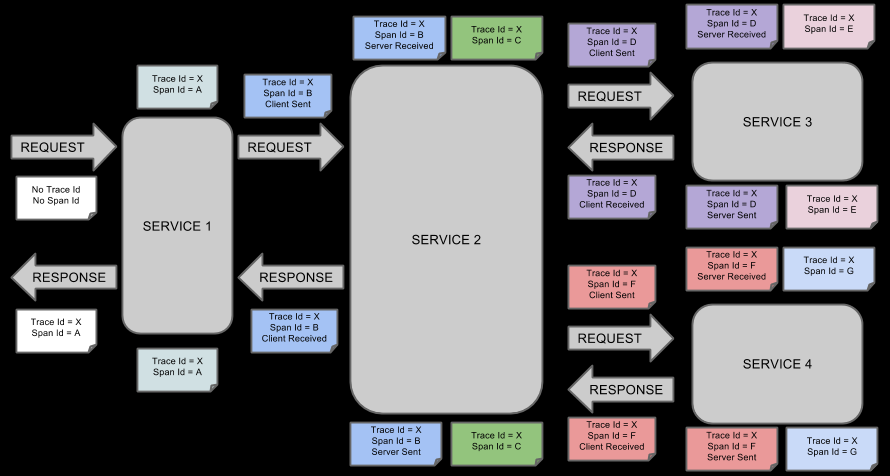 Trace Id = X
Span Id = A
REQUEST
No Trace Id
No Span Id
SERVICE 1
RESPONSE
Trace Id = X
Span Id = A
Trace Id = X
Span Id = A
Trace Id = X
Span Id = B
Client Sent
REQUEST
RESPONSE
Trace Id = X
Span Id = B
Client Received
Trace Id = X
Span Id = B
Server Received
Trace Id = X
Span Id = C
SERVICE 2
Trace Id = X
Span Id = B
Server Sent
Trace Id = X
Span Id = C
Trace Id = X
Span Id = D
Client Sent
REQUEST
RESPONSE
Trace Id = X
Span Id = D
Client Received
Trace Id = X
Span Id = D
Server Received
Trace Id = X
Span Id = E
SERVICE 3
Trace Id = X
Span Id = D
Server Sent
Trace Id = X
Span Id = E
Trace Id = X
Span Id = F
Client Sent
REQUEST
RESPONSE
Trace Id = X
Span Id = F
Client Received
Trace Id = X
Span Id = F
Server Received
Trace Id = X
Span Id = G
SERVICE 4
Trace Id = X
Span Id = F
Server Sent
Trace Id = X
Span Id = G